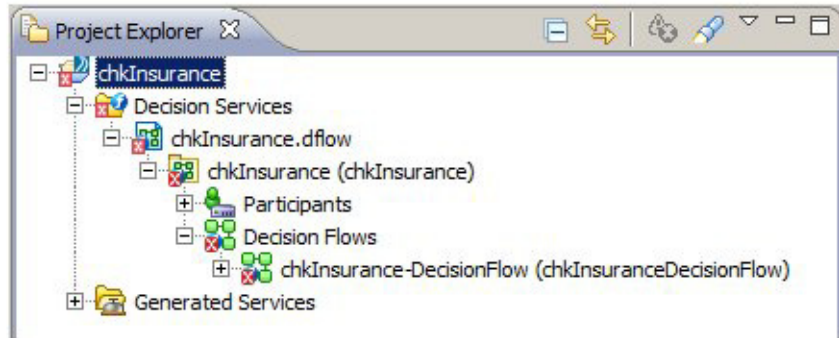 Project Explorer
chkInsurance
Decision Services
chkInsurance.dflow
chkInsurance (chkInsurance)
Participants
Decision Flows
chkInsurance-DecisionFlow (chkInsuranceDecisionFlow)
Generated Services